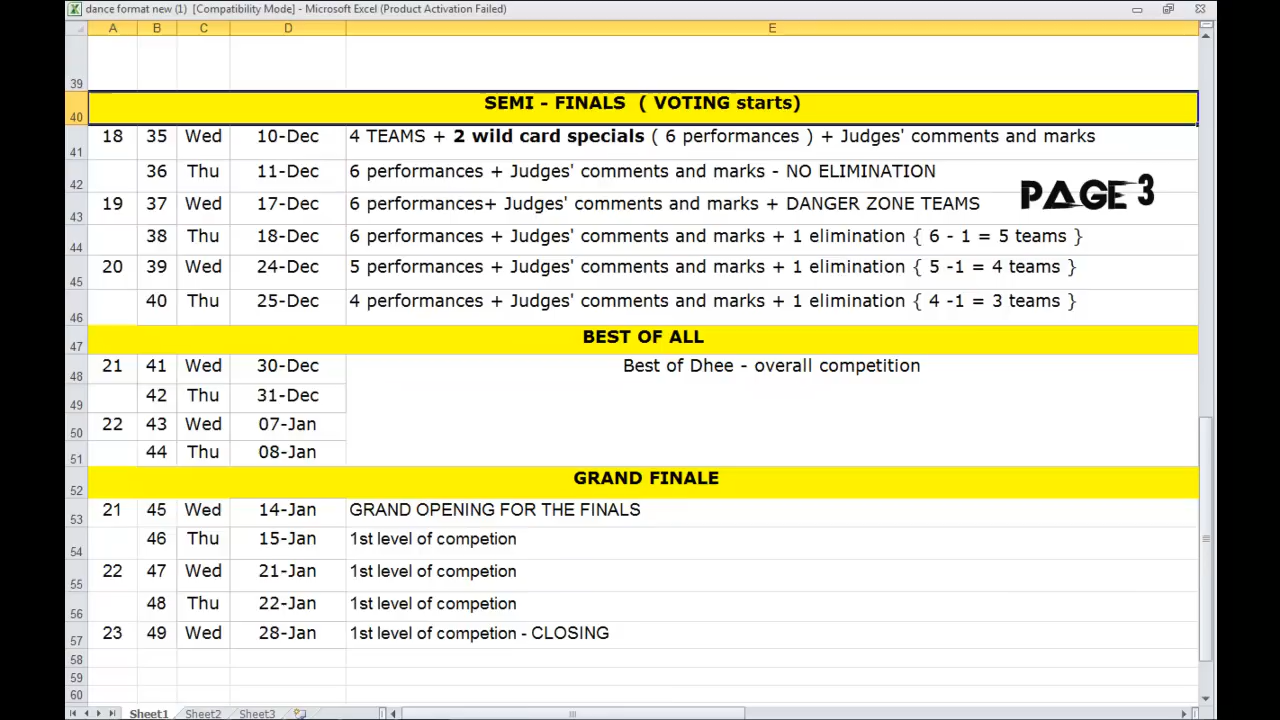 dance format new (1) [Compatibility Mode] - Microsoft Excel (Product Activation Failed)
A B C D E
39
40 SEMI - FINALS ( VOTING starts)
41 18 35 Wed 10-Dec 4 TEAMS + 2 wild card specials ( 6 performances ) + Judges' comments and marks
42 36 Thu 11-Dec 6 performances + Judges' comments and marks - NO ELIMINATION
PAGE 3
43 19 37 Wed 17-Dec 6 performances+ Judges' comments and marks + DANGER ZONE TEAMS
44 38 Thu 18-Dec 6 performances + Judges' comments and marks + 1 elimination { 6 - 1 = 5 teams }
45 20 39 Wed 24-Dec 5 performances + Judges' comments and marks + 1 elimination { 5 -1 = 4 teams }
46 40 Thu 25-Dec 4 performances + Judges' comments and marks + 1 elimination { 4 -1 = 3 teams }
47 BEST OF ALL
48 21 41 Wed 30-Dec Best of Dhee - overall competition
49 42 Thu 31-Dec
50 22 43 Wed 07-Jan
51 44 Thu 08-Jan
52 GRAND FINALE
53 21 45 Wed 14-Jan GRAND OPENING FOR THE FINALS
54 46 Thu 15-Jan 1st level of competion
55 22 47 Wed 21-Jan 1st level of competion
56 48 Thu 22-Jan 1st level of competion
57 23 49 Wed 28-Jan 1st level of competion - CLOSING
58
59
60
Sheet1 Sheet2 Sheet3